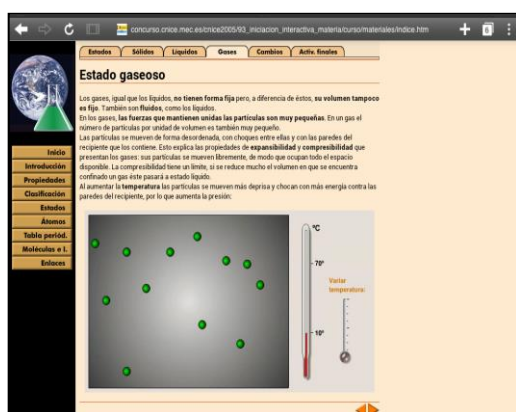 concurso.cnice.mec.es/cnice2005/93_iniciacion_interactiva_materia/curso/materiales/indice.htm
6
Estados
Sólidos
Líquidos
Gases
Cambios
Activ. finales
Estado gaseoso
Los gases, igual que los líquidos, no tienen forma fija pero, a diferencia de éstos, su volumen tampoco
es fijo. También son fluidos, como los líquidos.
En los gases, las fuerzas que mantienen unidas las partículas son muy pequeñas. En un gas el
número de partículas por unidad de volumen es también muy pequeño.
Las partículas se mueven de forma desordenada, con choques entre ellas y con las paredes del
recipiente que los contiene. Esto explica las propiedades de expansibilidad y compresibilidad que
presentan los gases: sus partículas se mueven libremente, de modo que ocupan todo el espacio
disponible. La compresibilidad tiene un límite, si se reduce mucho el volumen en que se encuentra
confinado un gas éste pasará a estado líquido.
Al aumentar la temperatura las partículas se mueven más deprisa y chocan con más energía contra las
paredes del recipiente, por lo que aumenta la presión:
Inicio
Introducción
Propiedades
Clasificación
Estados
Átomos
Tabla periód.
Moléculas e i.
Enlaces
ºC
70º
10º
Variar
temperatura: